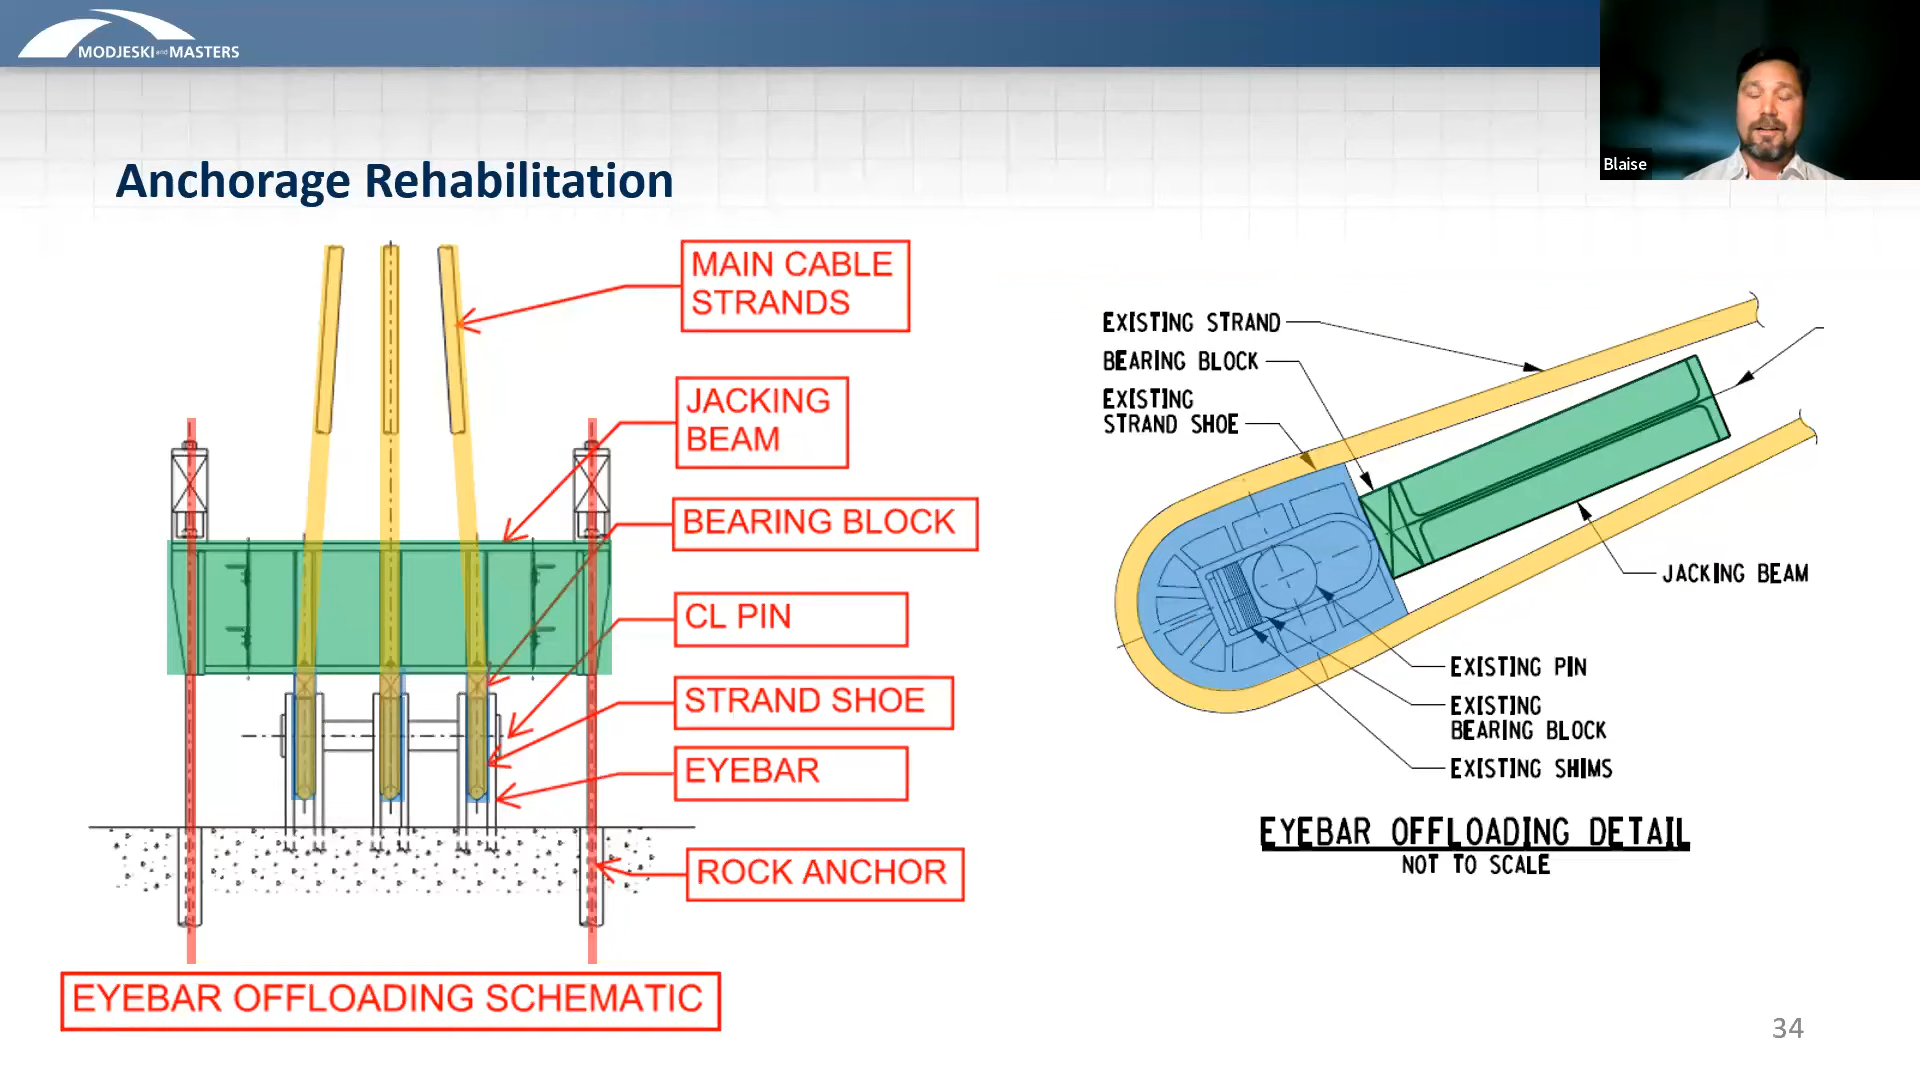 MODJESKI and MASTERS
Blaise
Anchorage Rehabilitation
MAIN CABLE
STRANDS
JACKING
BEAM
BEARING BLOCK
CL PIN
STRAND SHOE
EYEBAR
ROCK ANCHOR
EYEBAR OFFLOADING SCHEMATIC
EXISTING STRAND
BEARING BLOCK
EXISTING
STRAND SHOE
JACKING BEAM
EXISTING PIN
EXISTING
BEARING BLOCK
EXISTING SHIMS
EYEBAR OFFLOADING DETAIL
NOT TO SCALE
34